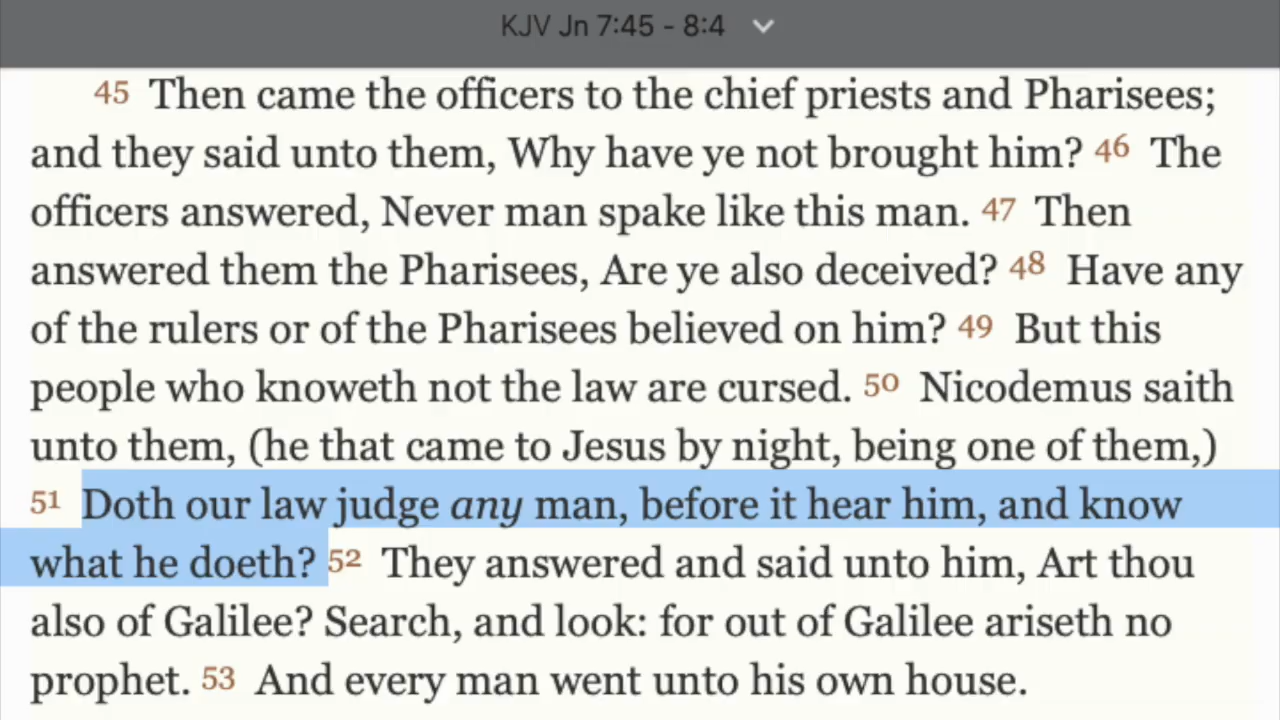 KJV Jn 7:45 - 8:4
45 Then came the officers to the chief priests and Pharisees;
and they said unto them, Why have ye not brought him? 46 The
officers answered, Never man spake like this man. 47 Then
answered them the Pharisees, Are ye also deceived? 48 Have any
of the rulers or of the Pharisees believed on him? 49 But this
people who knoweth not the law are cursed. 50 Nicodemus saith
unto them, (he that came to Jesus by night, being one of them,)
51 Doth our law judge any man, before it hear him, and know
what he doeth? 52 They answered and said unto him, Art thou
also of Galilee? Search, and look: for out of Galilee ariseth no
prophet. 53 And every man went unto his own house.